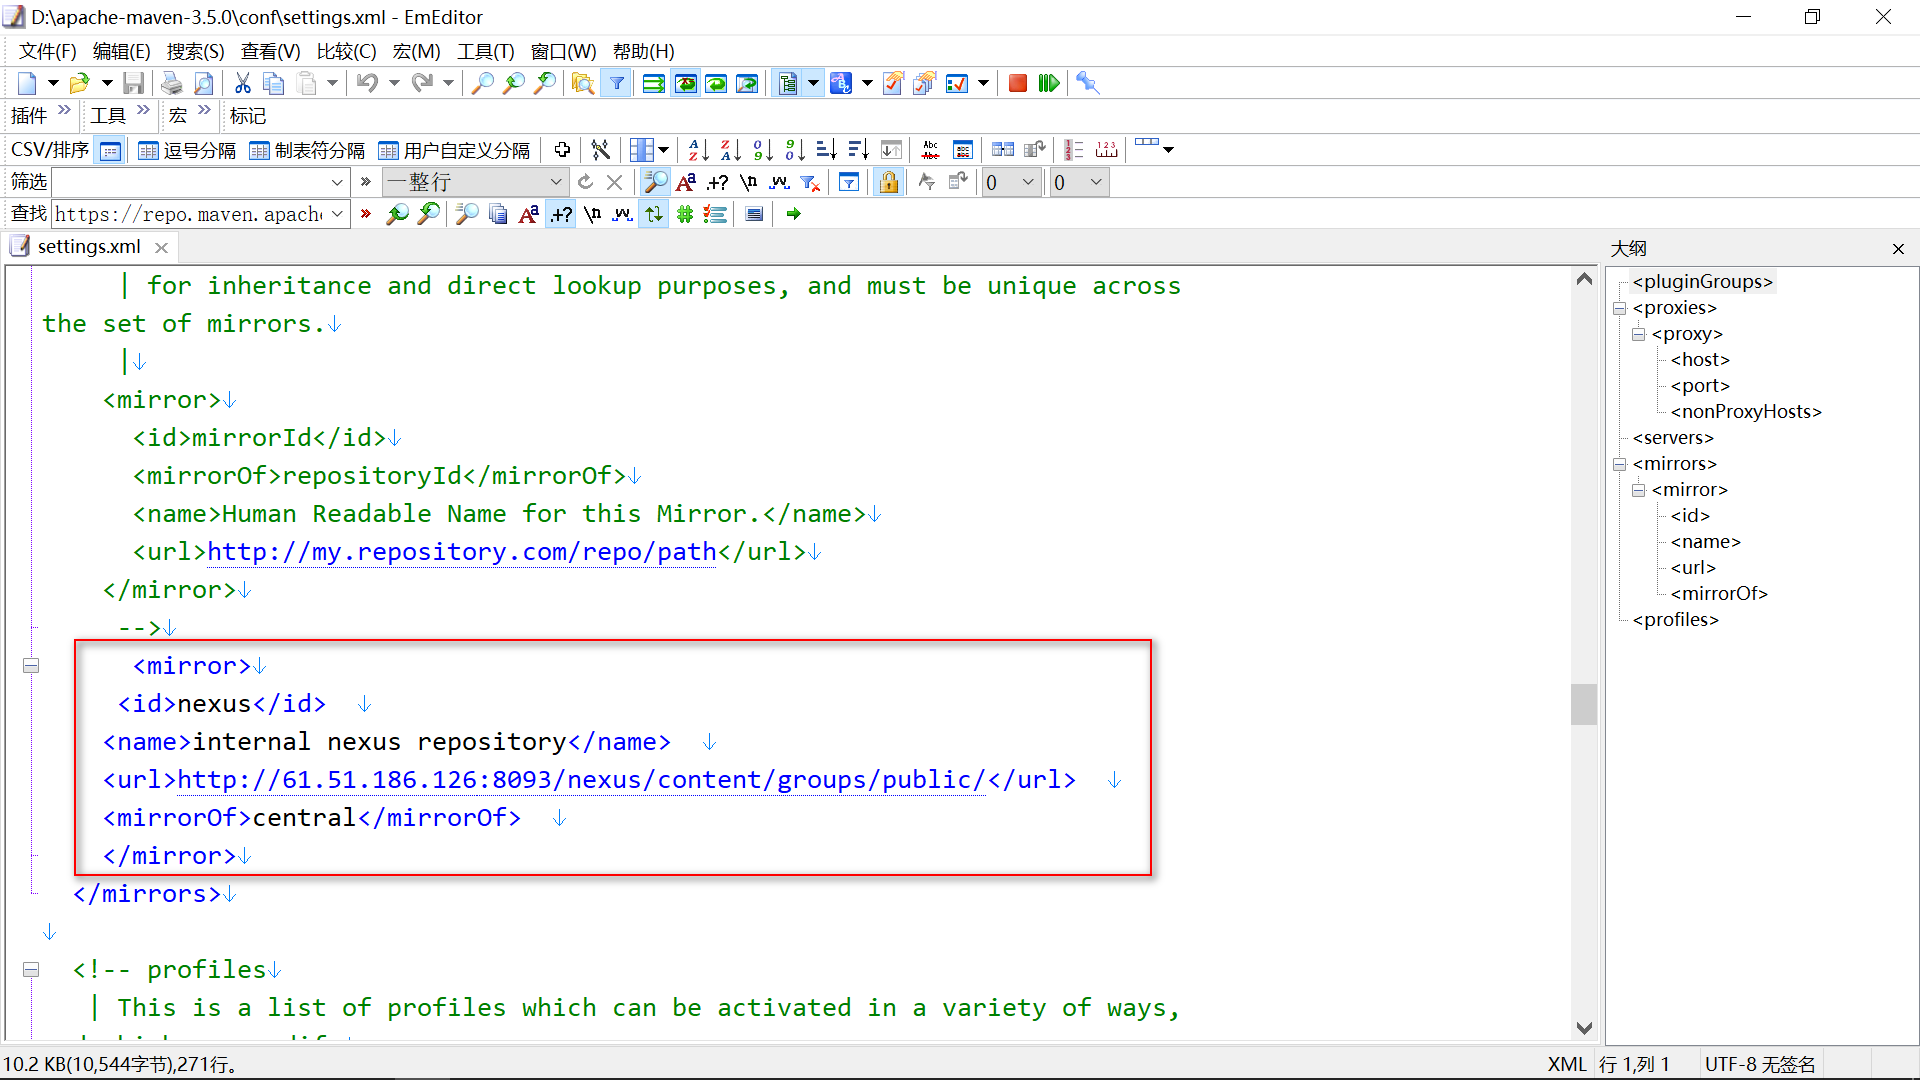 D:\apache-maven-3.5.0\conf\settings.xml - EmEditor
文件(F) 编辑(E) 搜索(S) 查看(V) 比较(C) 宏(M) 工具(T) 窗口(W) 帮助(H)
插件 » 工具 » 宏 » 标记
CSV/排序 逗号分隔 制表符分隔 用户自定义分隔
筛选 » 一整行 0 0
查找 https://repo.maven.apach »
settings.xml
大纲
| for inheritance and direct lookup purposes, and must be unique across
the set of mirrors.↓
|↓
<mirror>↓
<id>mirrorId</id>↓
<mirrorOf>repositoryId</mirrorOf>↓
<name>Human Readable Name for this Mirror.</name>↓
<url>http://my.repository.com/repo/path</url>↓
</mirror>↓
-->↓
<mirror>↓
<id>nexus</id> ↓
<name>internal nexus repository</name> ↓
<url>http://61.51.186.126:8093/nexus/content/groups/public/</url> ↓
<mirrorOf>central</mirrorOf> ↓
</mirror>↓
</mirrors>↓
↓
<!-- profiles↓
| This is a list of profiles which can be activated in a variety of ways,
<pluginGroups>
<proxies>
<proxy>
<host>
<port>
<nonProxyHosts>
<servers>
<mirrors>
<mirror>
<id>
<name>
<url>
<mirrorOf>
<profiles>
10.2 KB(10,544字节),271行。
XML 行 1,列 1 UTF-8 无签名